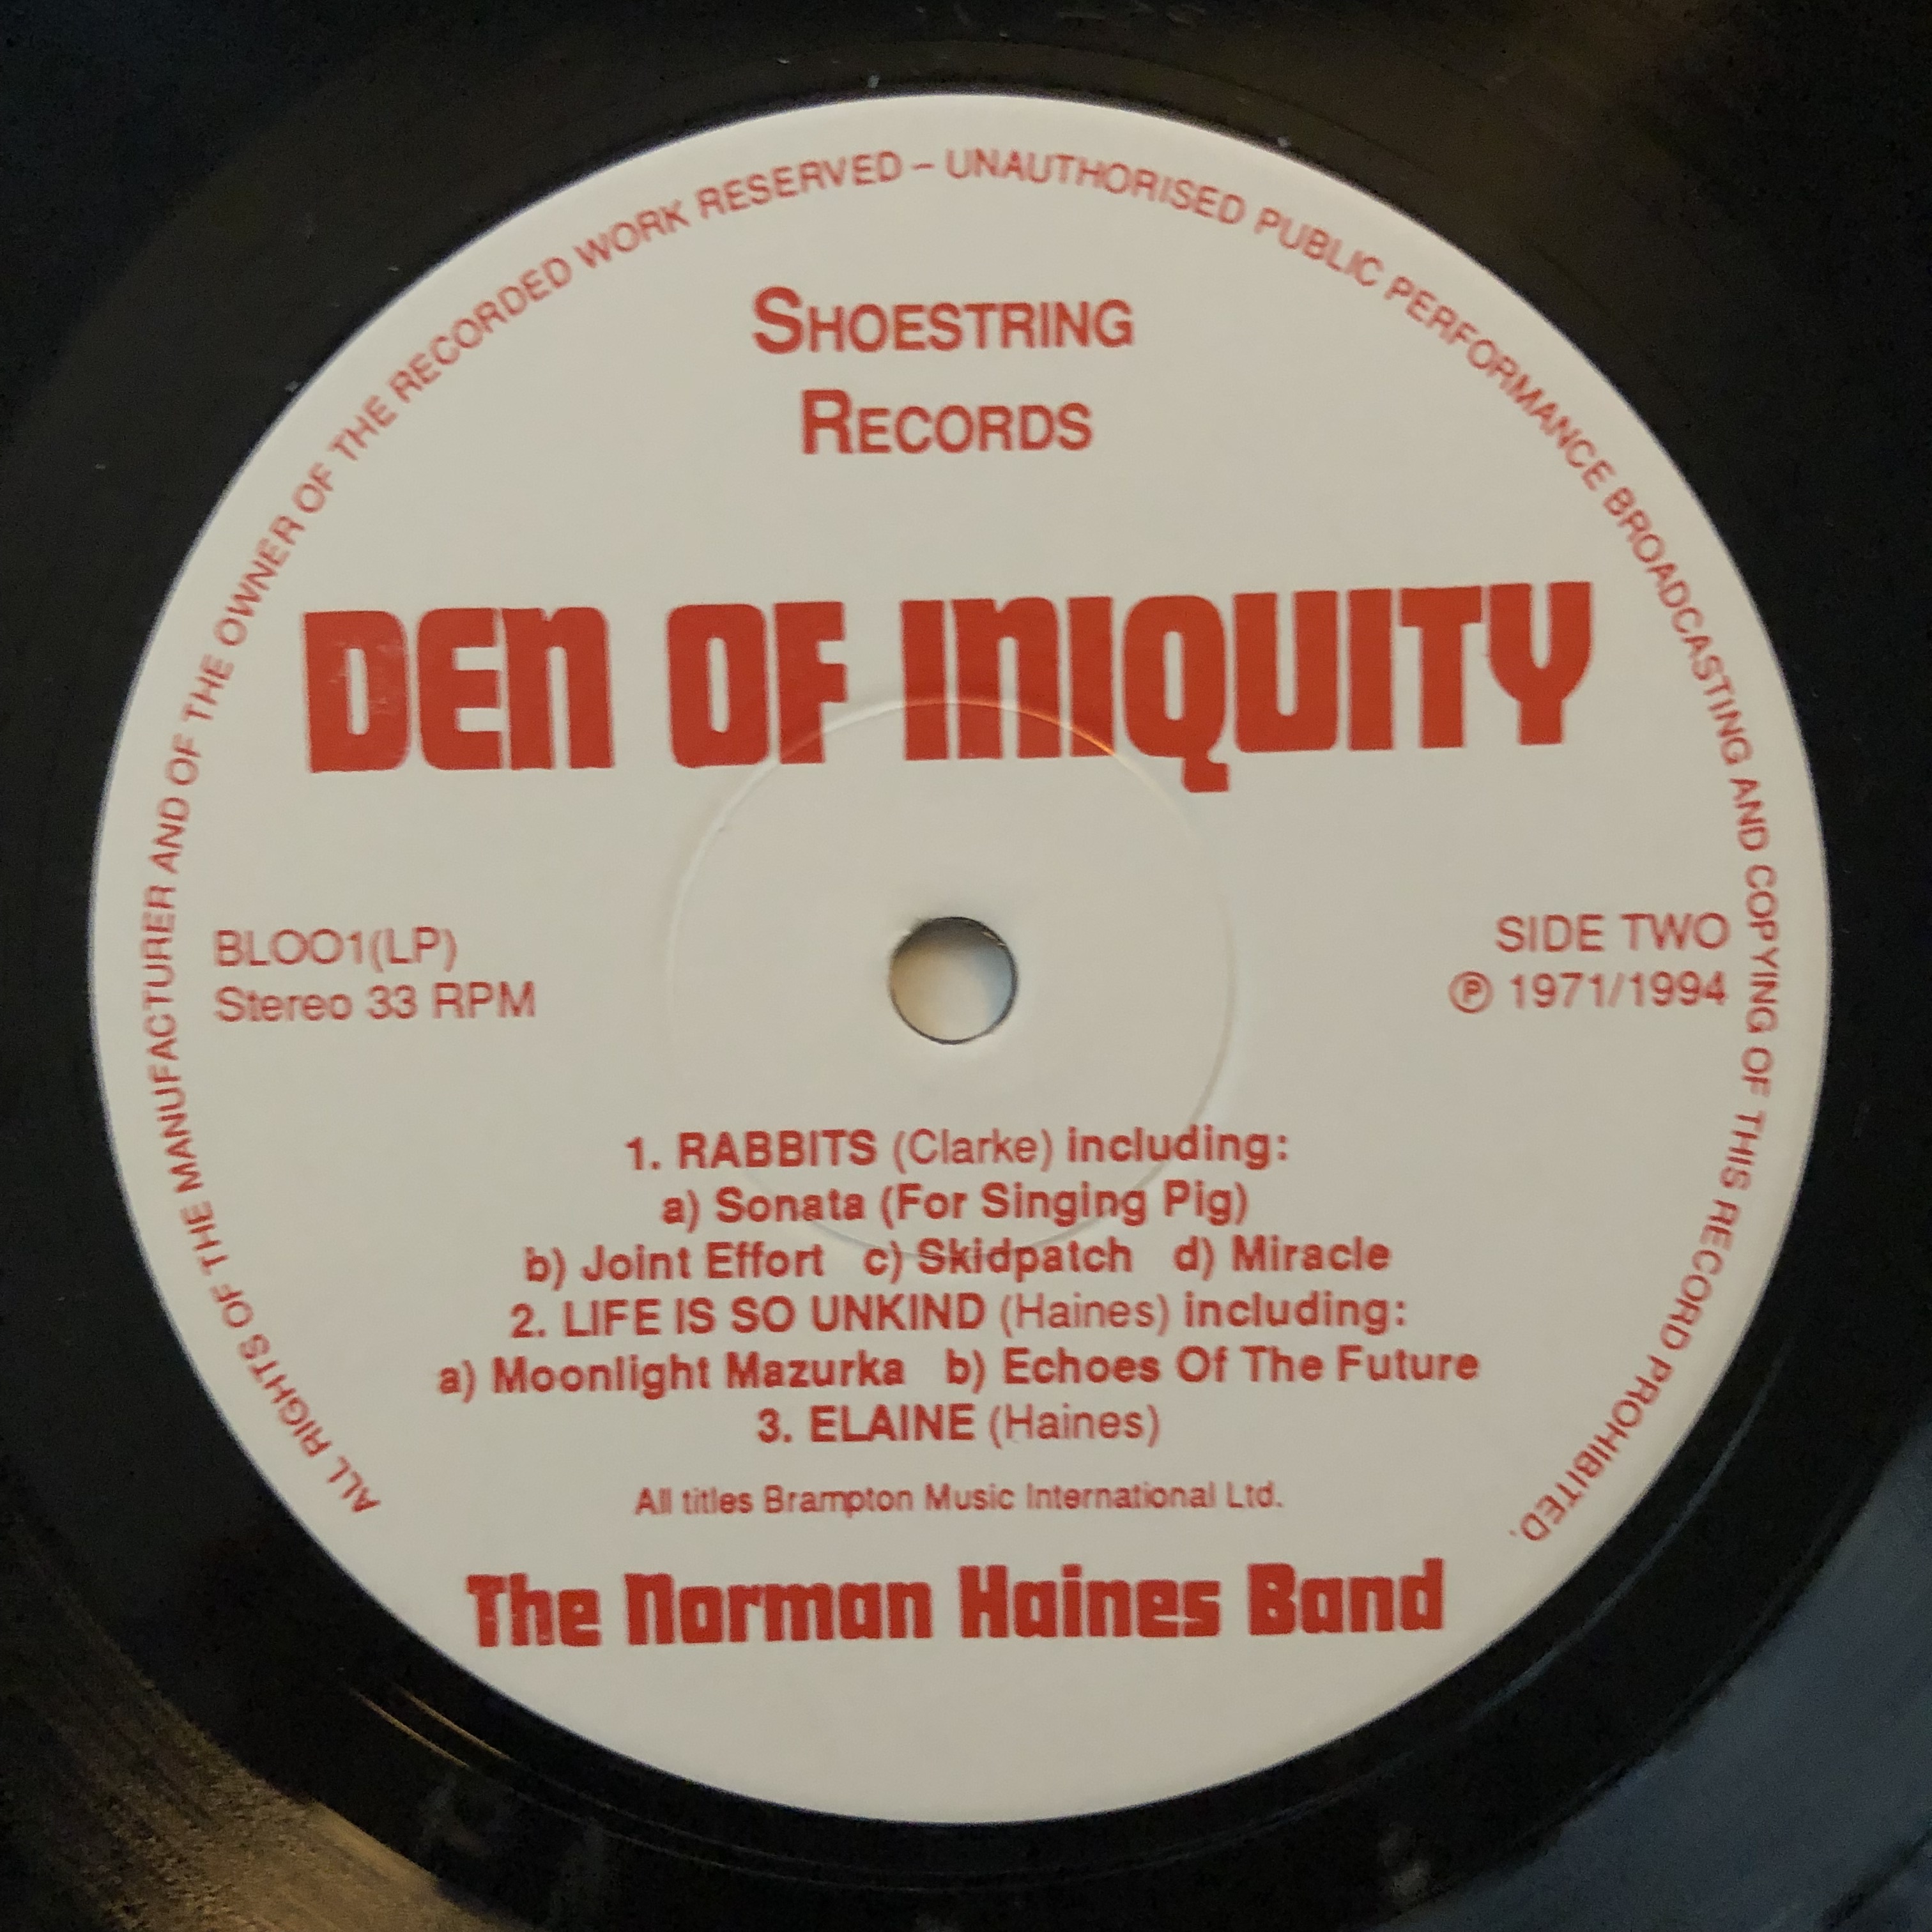 ALL RIGHTS OF THE MANUFACTURER AND OF THE OWNER OF THE RECORDED WORK RESERVED – UNAUTHORISED PUBLIC PERFORMANCE BROADCASTING AND COPYING OF THIS RECORD PROHIBITED.
SHOESTRING
RECORDS
DEN OF INIQUITY
BLOO1(LP)
Stereo 33 RPM
SIDE TWO
℗ 1971/1994
1. RABBITS (Clarke) including:
a) Sonata (For Singing Pig)
b) Joint Effort c) Skidpatch d) Miracle
2. LIFE IS SO UNKIND (Haines) including:
a) Moonlight Mazurka b) Echoes Of The Future
3. ELAINE (Haines)
All titles Brampton Music International Ltd.
The Norman Haines Band